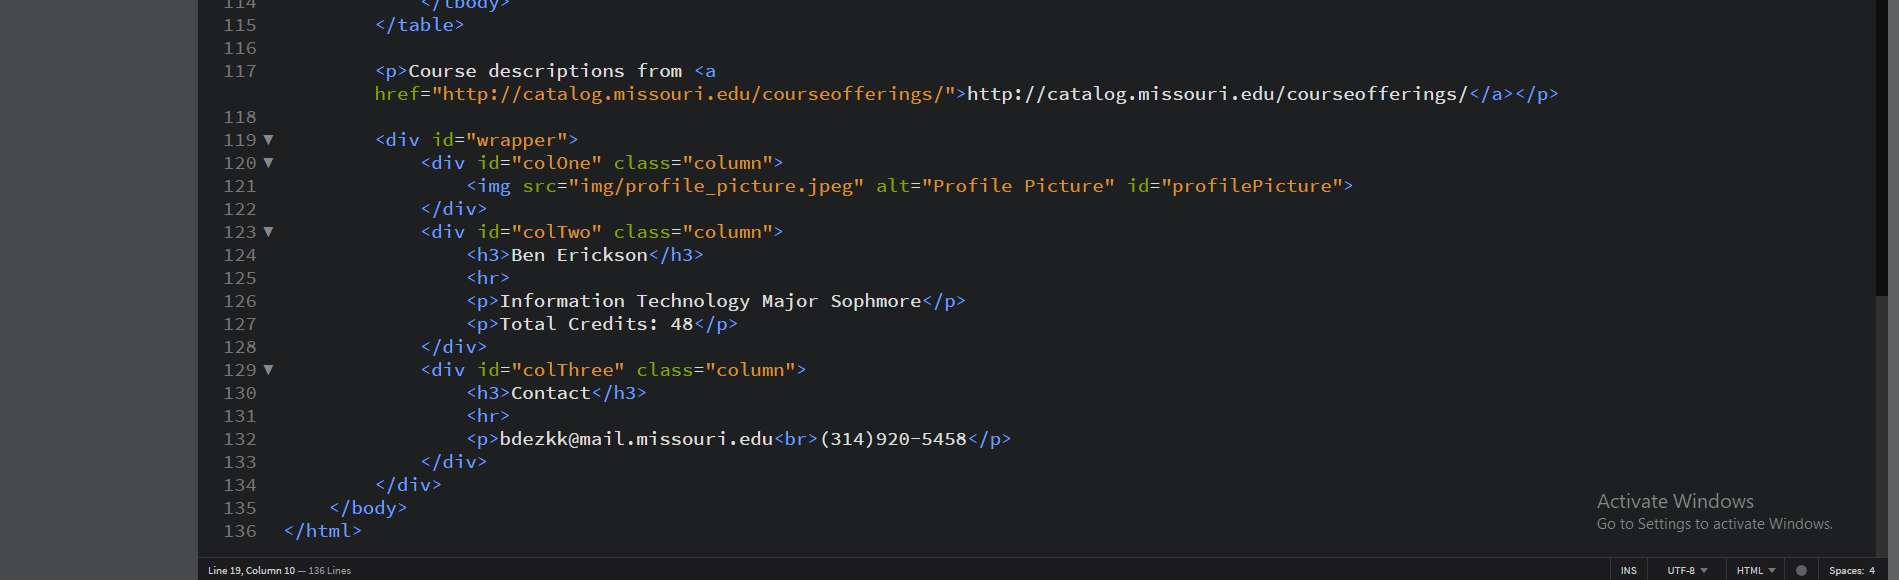 114 </tbody>
115 </table>
116
117 <p>Course descriptions from <a
href="http://catalog.missouri.edu/courseofferings/">http://catalog.missouri.edu/courseofferings/</a></p>
118
119 ▼ <div id="wrapper">
120 ▼ <div id="colOne" class="column">
121 <img src="img/profile_picture.jpeg" alt="Profile Picture" id="profilePicture">
122 </div>
123 ▼ <div id="colTwo" class="column">
124 <h3>Ben Erickson</h3>
125 <hr>
126 <p>Information Technology Major Sophmore</p>
127 <p>Total Credits: 48</p>
128 </div>
129 ▼ <div id="colThree" class="column">
130 <h3>Contact</h3>
131 <hr>
132 <p>bdezkk@mail.missouri.edu<br>(314)920-5458</p>
133 </div>
134 </div>
135 </body>
136 </html>
Activate Windows
Go to Settings to activate Windows.
Line 19, Column 10 — 136 Lines INS UTF-8 HTML Spaces: 4